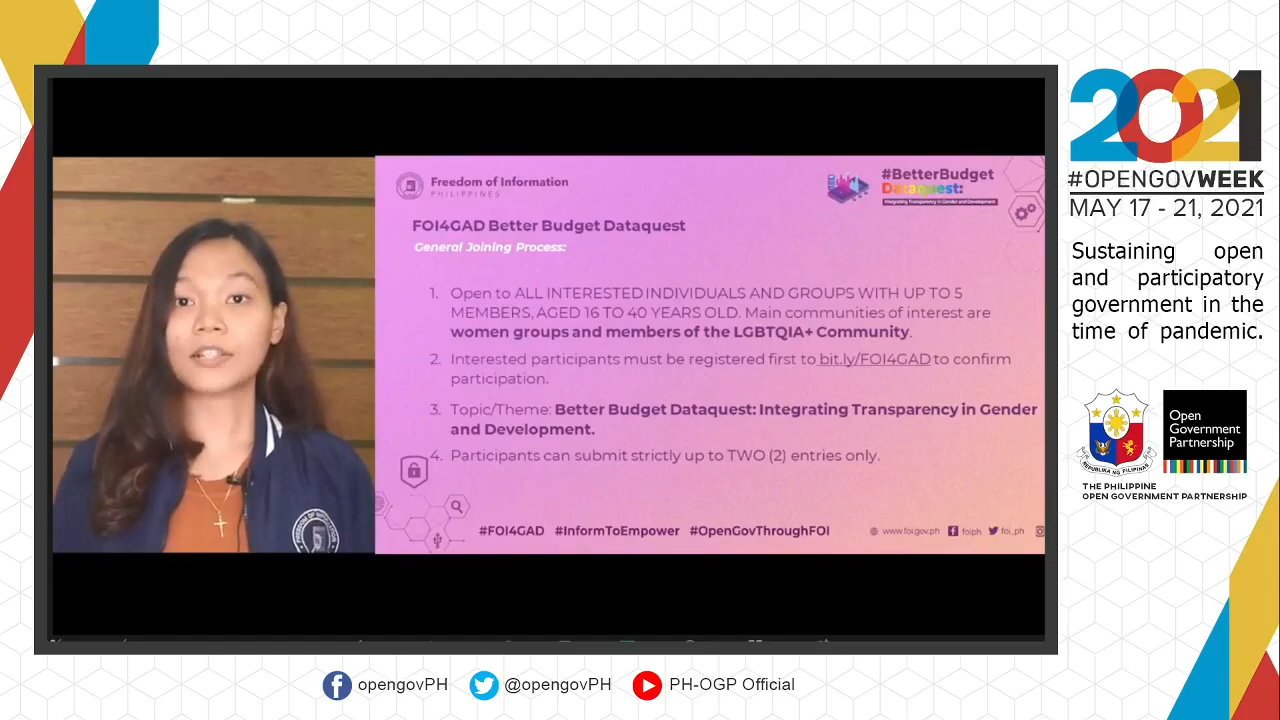 Freedom of Information
PHILIPPINES
#BetterBudget
Dataquest:
Integrating Transparency in Gender and Development
FOI4GAD Better Budget Dataquest
General Joining Process:
1. Open to ALL INTERESTED INDIVIDUALS AND GROUPS WITH UP TO 5
MEMBERS, AGED 16 TO 40 YEARS OLD. Main communities of interest are
women groups and members of the LGBTQIA+ Community.
2. Interested participants must be registered first to bit.ly/FOI4GAD to confirm
participation.
3. Topic/Theme: Better Budget Dataquest: Integrating Transparency in Gender
and Development.
4. Participants can submit strictly up to TWO (2) entries only.
#FOI4GAD #InformToEmpower #OpenGovThroughFOI
www.foi.gov.ph foiph foi_ph
2021
#OPENGOVWEEK
MAY 17 - 21, 2021
Sustaining open
and participatory
government in the
time of pandemic.
REPUBLIKA NG PILIPINAS
Open
Government
Partnership
THE PHILIPPINE
OPEN GOVERNMENT PARTNERSHIP
opengovPH @opengovPH PH-OGP Official